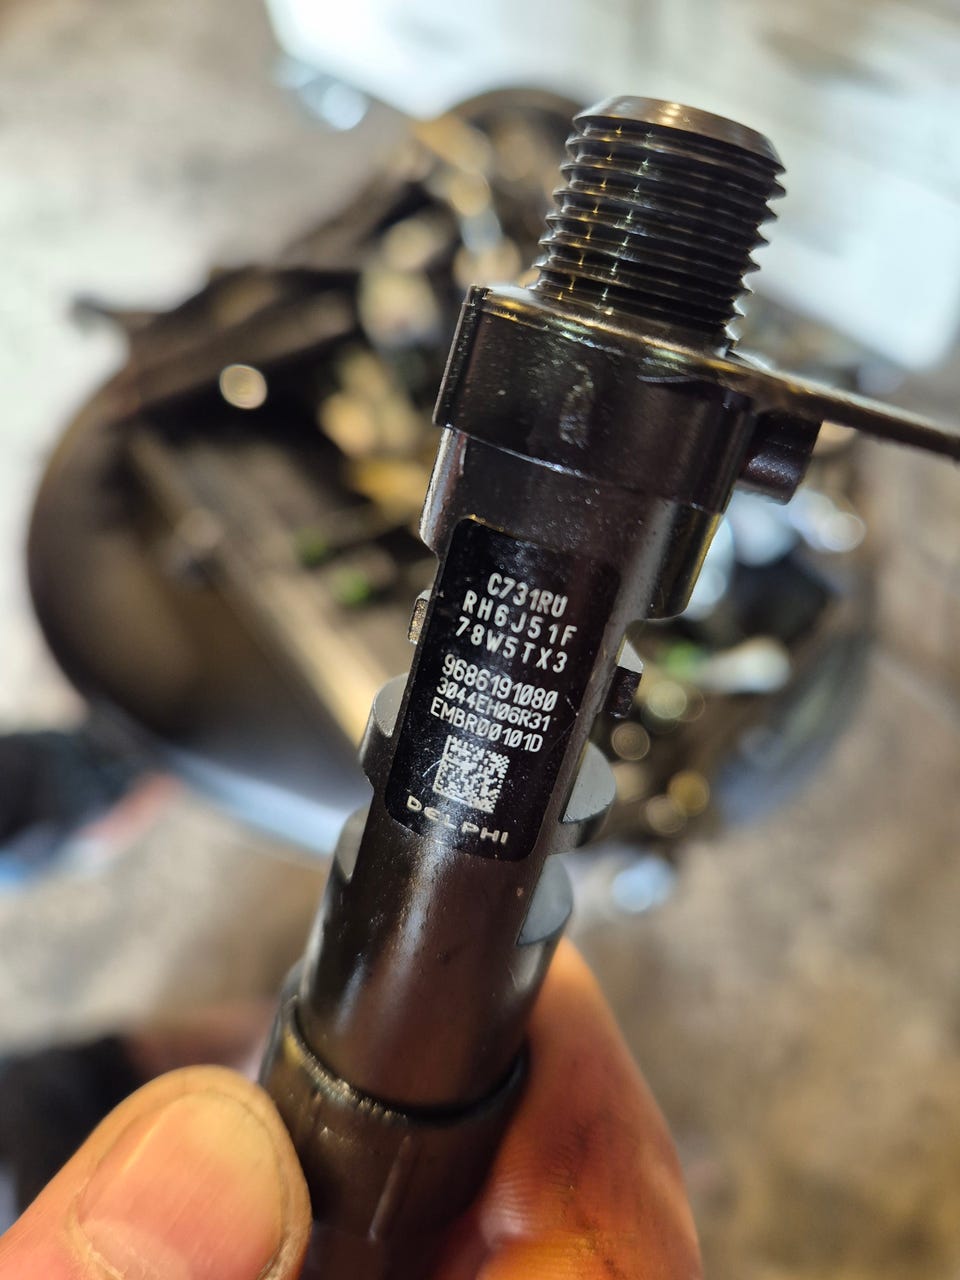 C731RU
RH6J51F
78W5TX3
9686191080
3044EH06R31
EMBR00101D
DELPHI